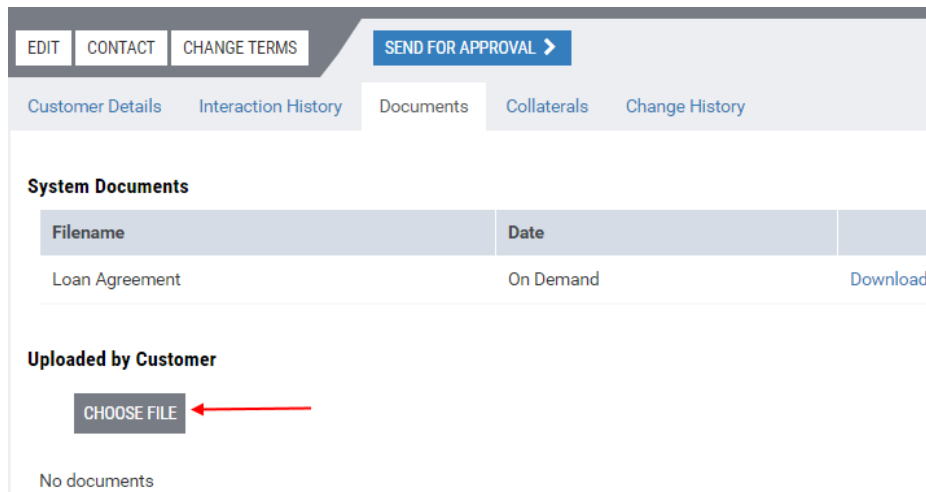 EDIT CONTACT CHANGE TERMS SEND FOR APPROVAL
Customer Details Interaction History Documents Collaterals Change History
System Documents
Filename Date
Loan Agreement On Demand Download
Uploaded by Customer
CHOOSE FILE
No documents